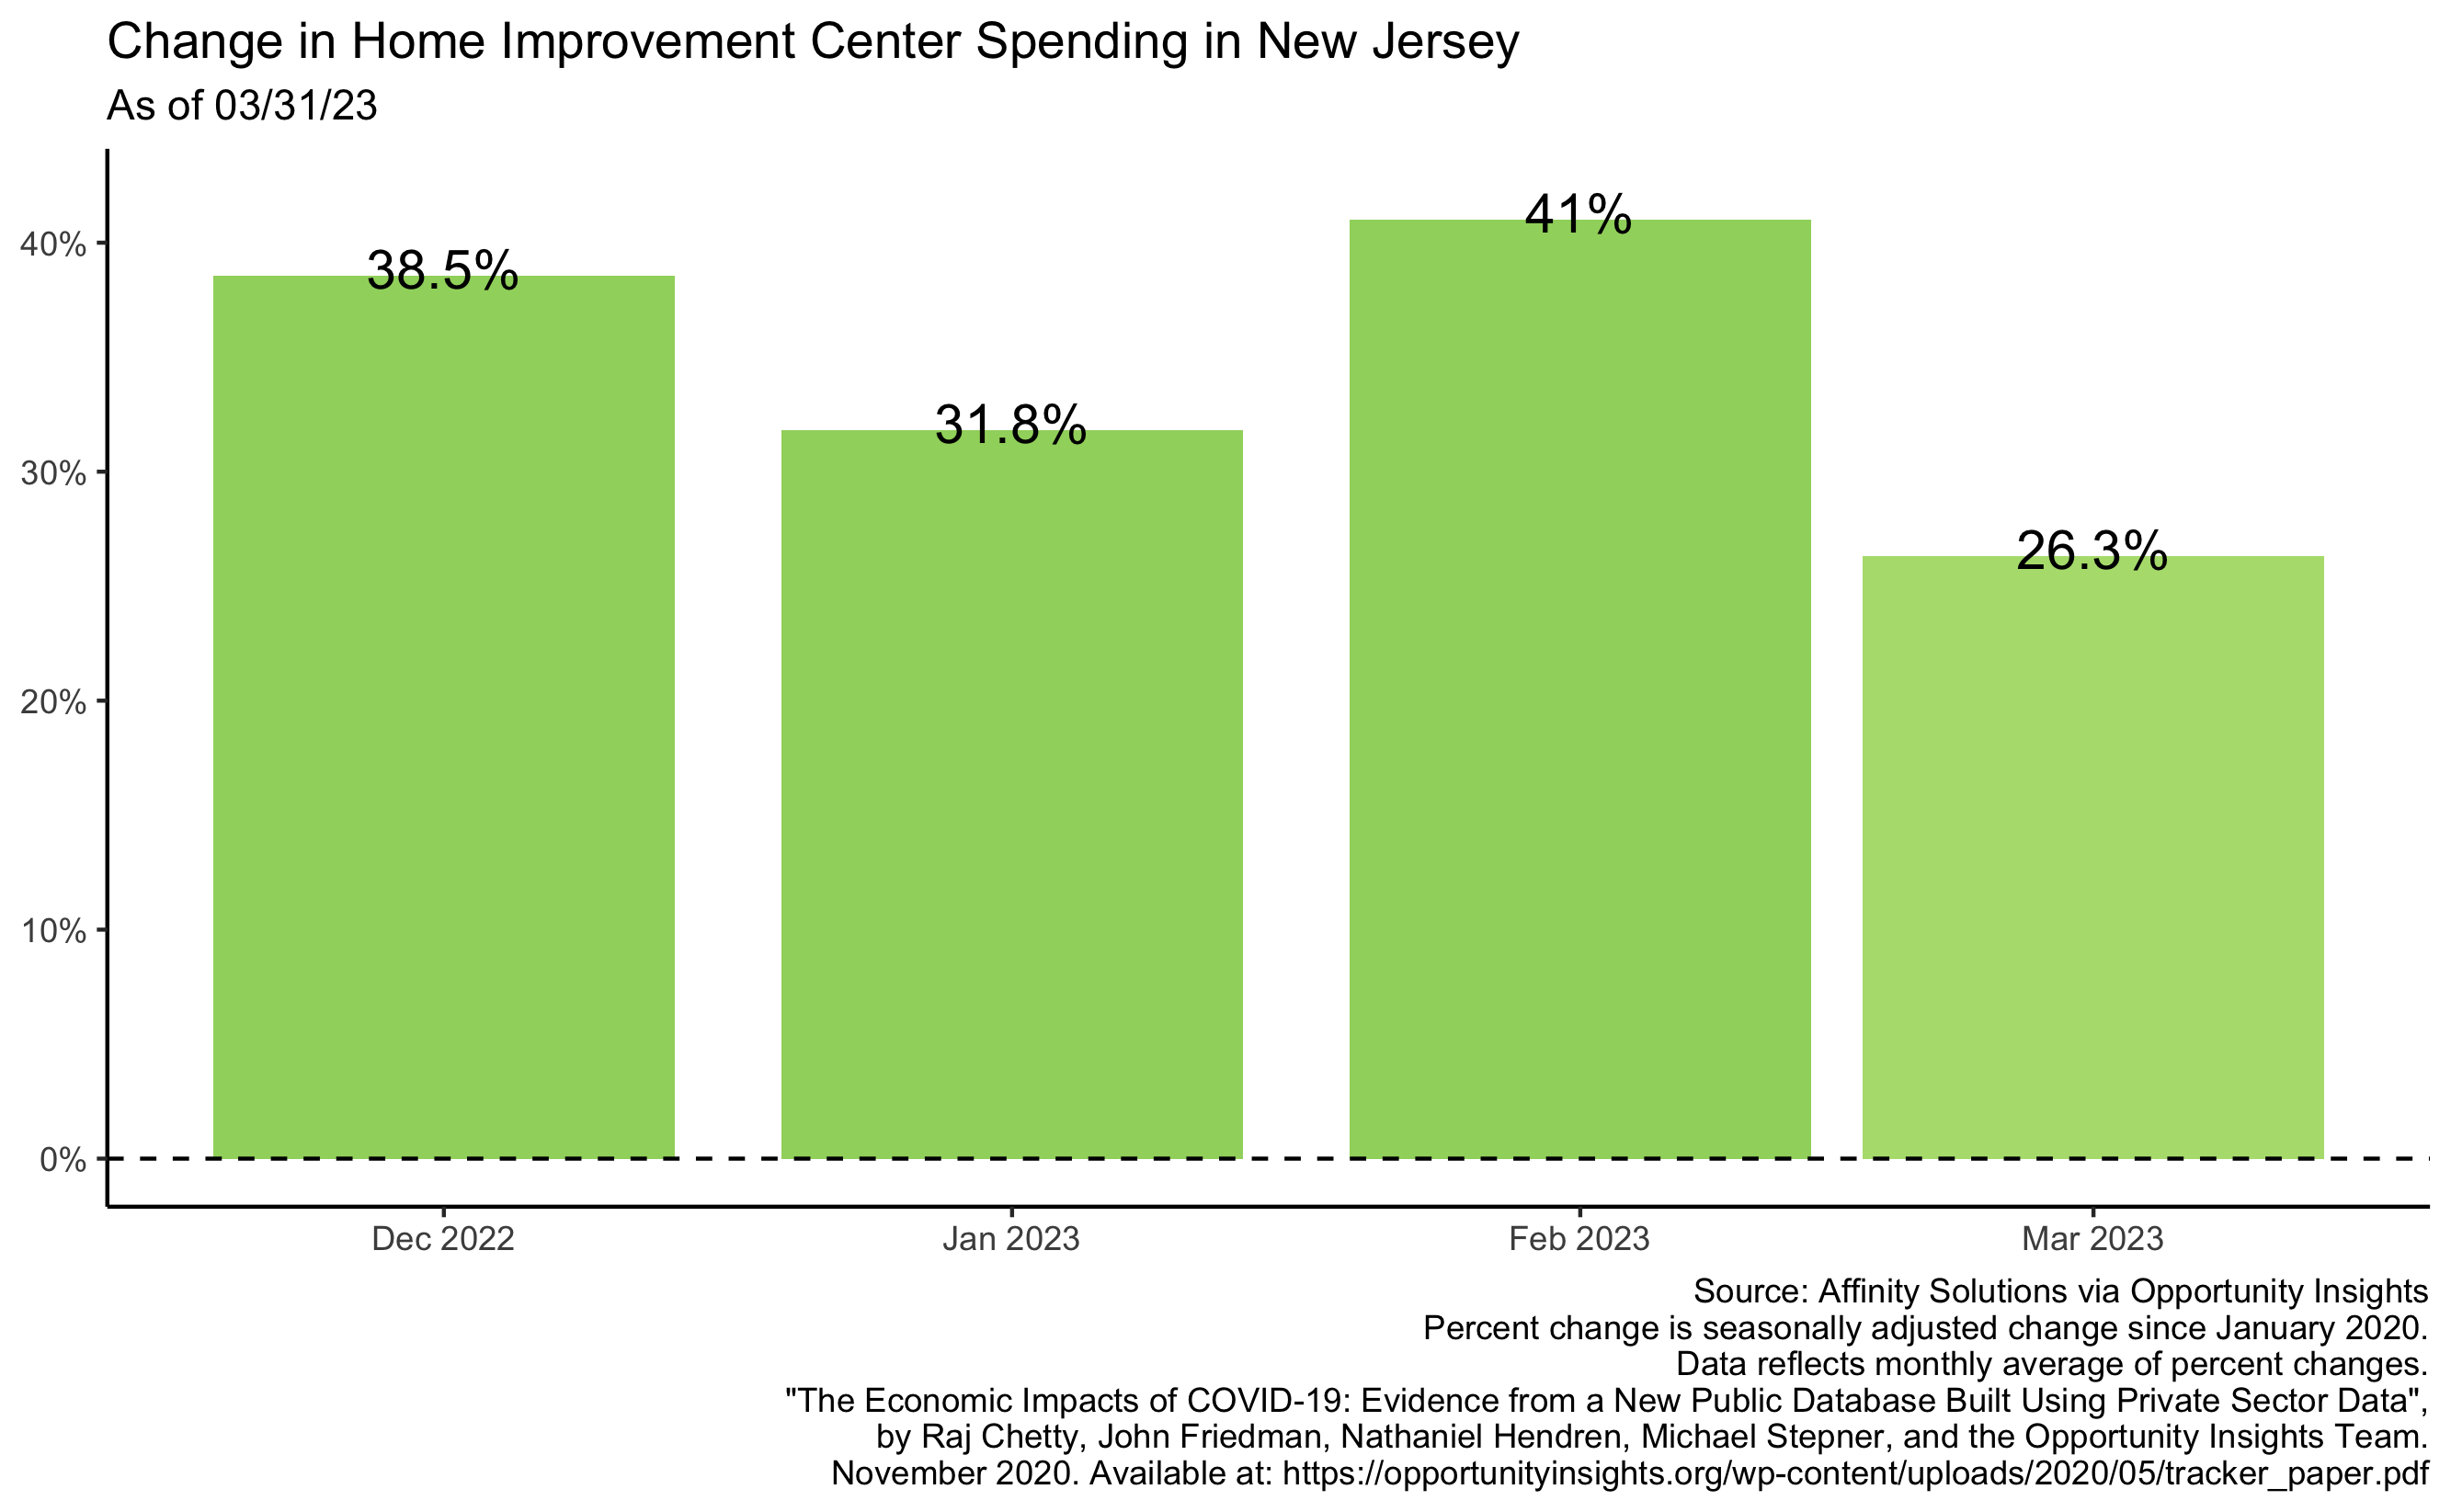 Change in Home Improvement Center Spending in New Jersey
As of 03/31/23
40%
30%
20%
10%
0%
38.5%
31.8%
41%
26.3%
Dec 2022
Jan 2023
Feb 2023
Mar 2023
Source: Affinity Solutions via Opportunity Insights
Percent change is seasonally adjusted change since January 2020.
Data reflects monthly average of percent changes.
"The Economic Impacts of COVID-19: Evidence from a New Public Database Built Using Private Sector Data",
by Raj Chetty, John Friedman, Nathaniel Hendren, Michael Stepner, and the Opportunity Insights Team.
November 2020. Available at: https://opportunityinsights.org/wp-content/uploads/2020/05/tracker_paper.pdf